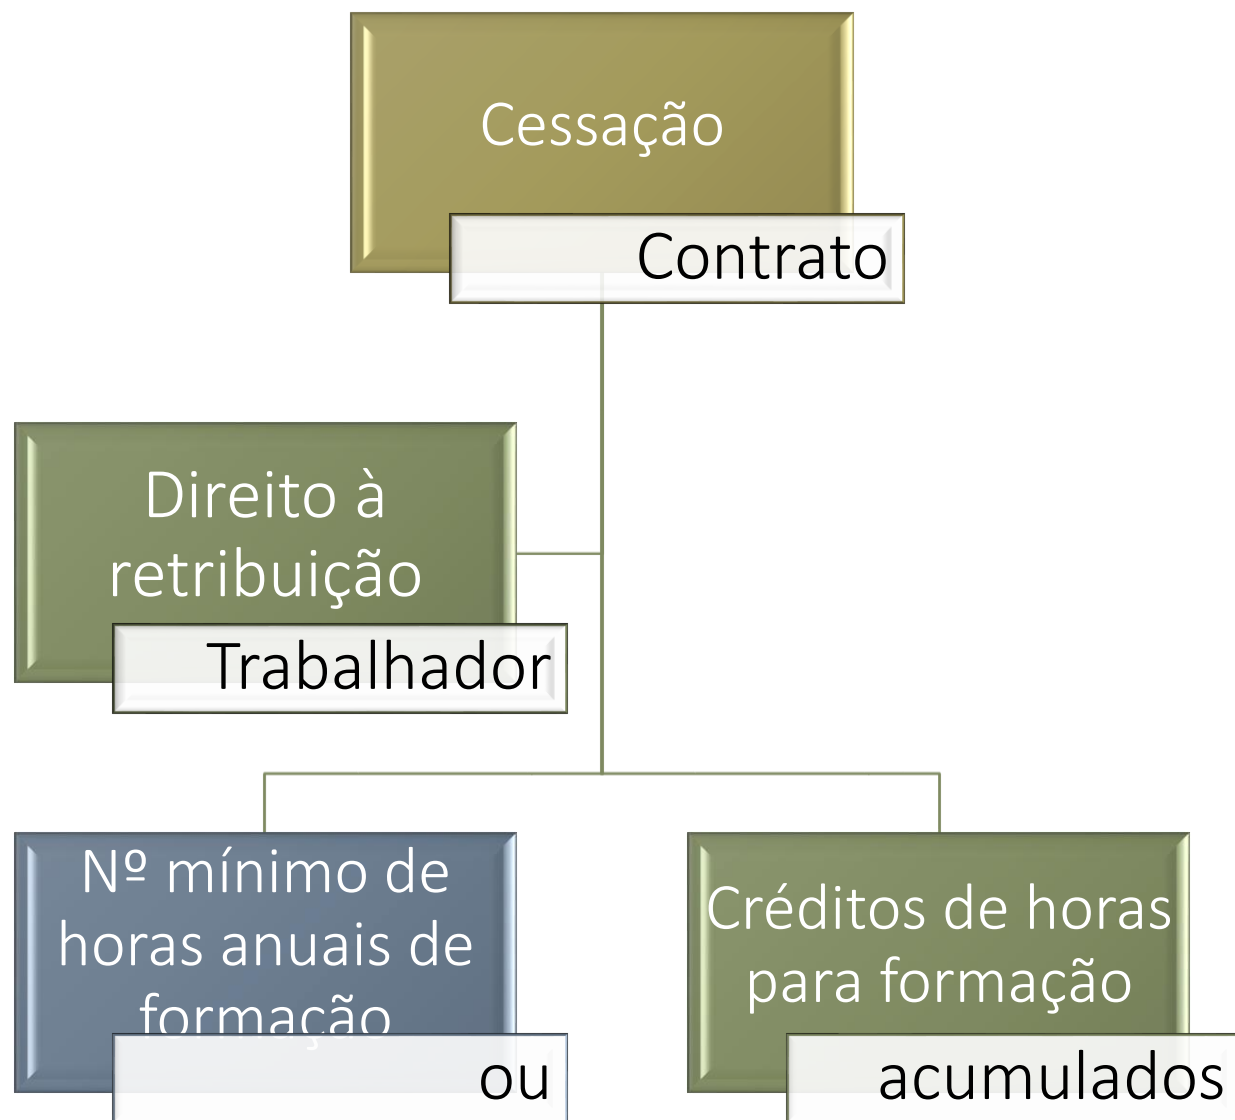 Cessação
Contrato
Direito à
retribuição
Trabalhador
Nº mínimo de
horas anuais de
formação
ou
Créditos de horas
para formação
acumulados